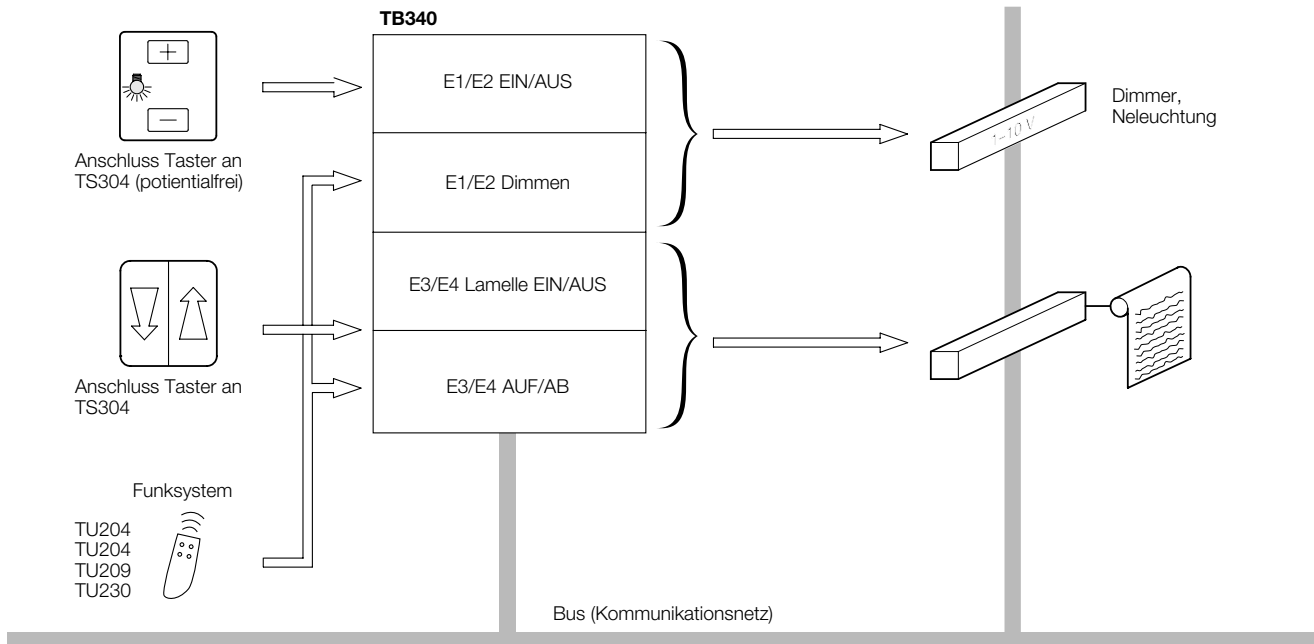 TB340
+
−
Anschluss Taster an
TS304 (potientialfrei)
E1/E2 EIN/AUS
E1/E2 Dimmen
E3/E4 Lamelle EIN/AUS
E3/E4 AUF/AB
1–10 V
Dimmer,
Neleuchtung
Anschluss Taster an
TS304
Funksystem
TU204
TU204
TU209
TU230
Bus (Kommunikationsnetz)